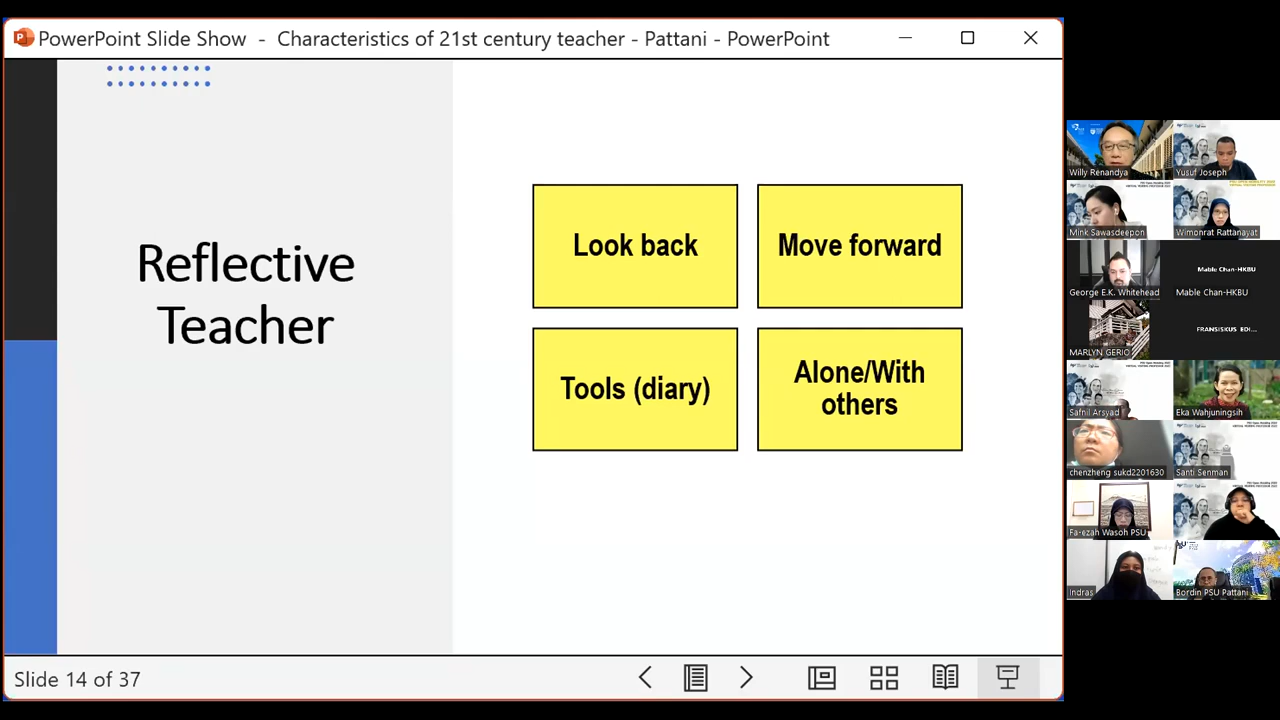 PowerPoint Slide Show - Characteristics of 21st century teacher - Pattani - PowerPoint
Reflective
Teacher
Look back
Move forward
Tools (diary)
Alone/With
others
Slide 14 of 37
Willy Renandya
Yusuf Joseph
Mink Sawasdeepon
Wimonrat Rattanayat
George E.K. Whitehead
Mable Chan-HKBU
Mable Chan-HKBU
MARLYN GERIO
FRANSISKUS EDI...
Safnil Arsyad
Eka Wahjuningsih
chenzheng sukd2201630
Santi Senman
Fa-ezah Wasoh PSU
Indras
Bordin PSU Pattani